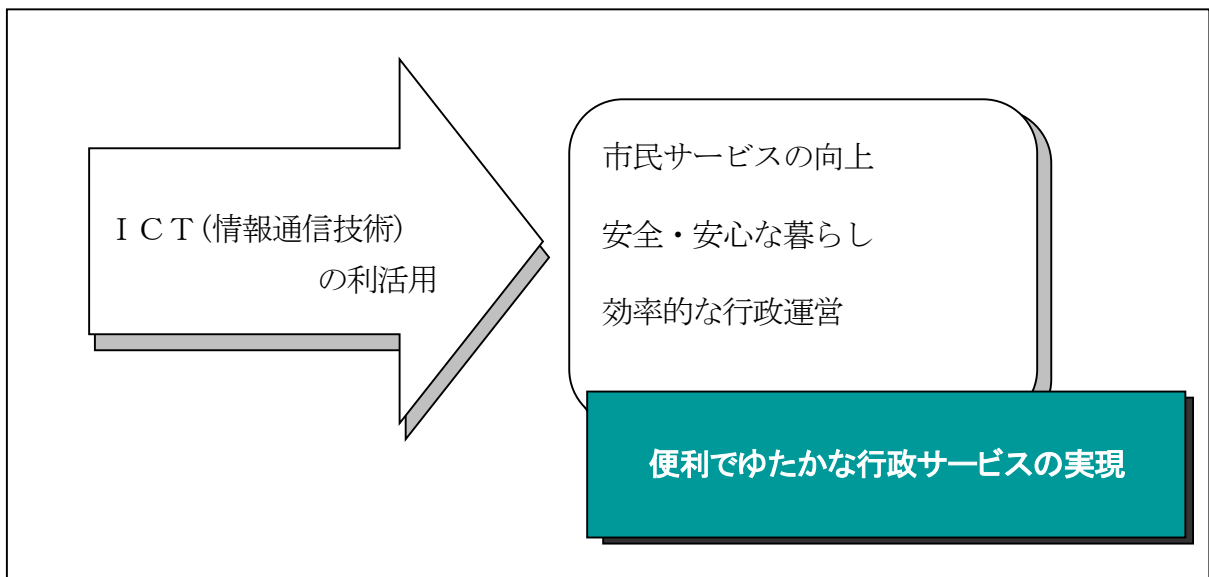 ＩＣＴ(情報通信技術)
の利活用
市民サービスの向上
安全・安心な暮らし
効率的な行政運営
便利でゆたかな行政サービスの実現